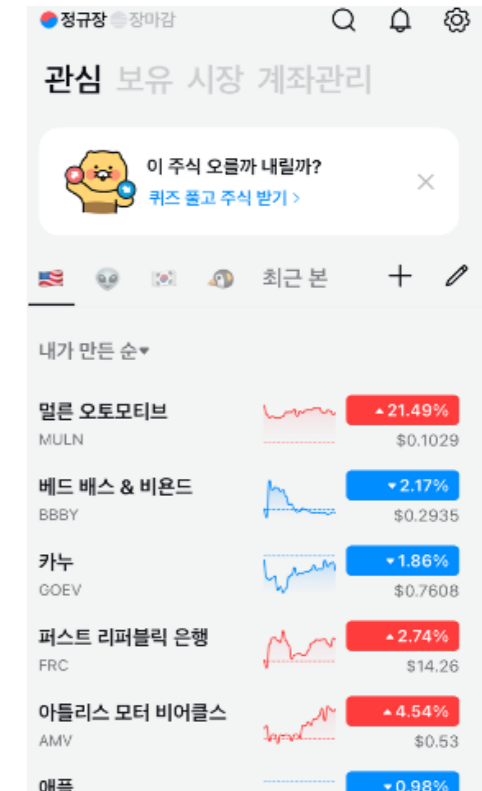 정규장 장마감
관심 보유 시장 계좌관리
이 주식 오를까 내릴까?
퀴즈 풀고 주식 받기 >
최근 본
내가 만든 순▾
멀른 오토모티브 ▲21.49%
MULN $0.1029
베드 배스 & 비욘드 ▼2.17%
BBBY $0.2935
카누 ▼1.86%
GOEV $0.7608
퍼스트 리퍼블릭 은행 ▲2.74%
FRC $14.26
아틀리스 모터 비어클스 ▲4.54%
AMV $0.53
애플 ▼0.98%